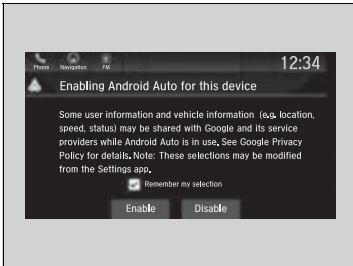 Phone Navigation FM 12:34
Enabling Android Auto for this device
Some user information and vehicle information (e.g. location,
speed, status) may be shared with Google and its service
providers while Android Auto is in use. See Google Privacy
Policy for details. Note: These selections may be modified
from the Settings app.
Remember my selection
Enable Disable